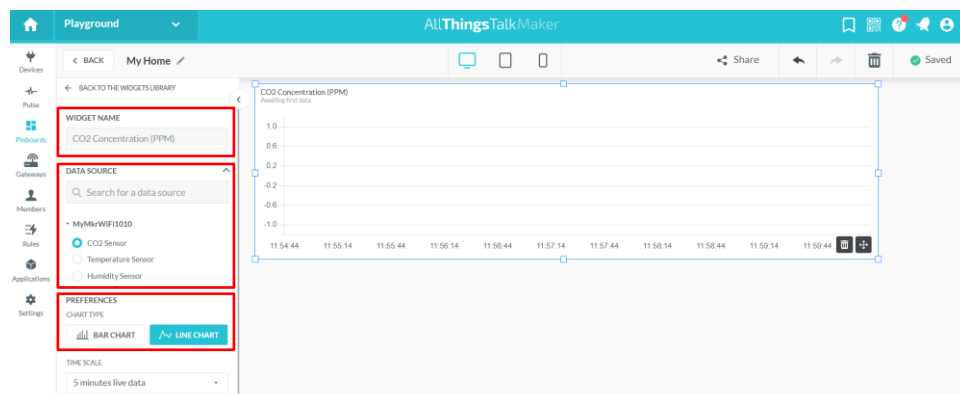 Playground
AllThingsTalkMaker
Devices
Pulse
Pinboards
Gateways
Members
Rules
Applications
Settings
< BACK
My Home
Share
Saved
← BACK TO THE WIDGETS LIBRARY
WIDGET NAME
CO2 Concentration (PPM)
DATA SOURCE
Search for a data source
- MyMkrWiFi1010
CO2 Sensor
Temperature Sensor
Humidity Sensor
PREFERENCES
CHART TYPE
BAR CHART
LINE CHART
TIME SCALE
5 minutes live data
CO2 Concentration (PPM)
Awaiting first data
1.0
0.6
0.2
-0.2
-0.6
-1.0
11:54:44 11:55:14 11:55:44 11:56:14 11:56:44 11:57:14 11:57:44 11:58:14 11:58:44 11:59:14 11:59:44